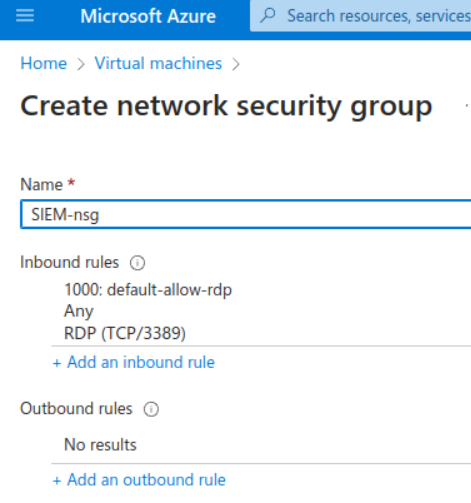 Microsoft Azure
Search resources, services
Home > Virtual machines >
Create network security group
Name *
SIEM-nsg
Inbound rules
1000: default-allow-rdp
Any
RDP (TCP/3389)
+ Add an inbound rule
Outbound rules
No results
+ Add an outbound rule